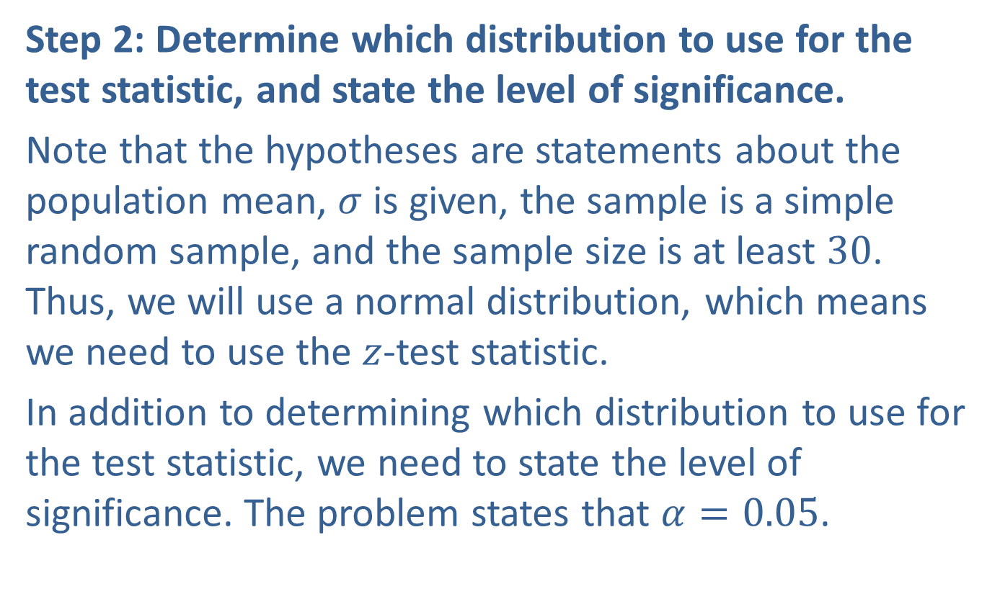 Step 2: Determine which distribution to use for the
test statistic, and state the level of significance.
Note that the hypotheses are statements about the
population mean, σ is given, the sample is a simple
random sample, and the sample size is at least 30.
Thus, we will use a normal distribution, which means
we need to use the z-test statistic.
In addition to determining which distribution to use for
the test statistic, we need to state the level of
significance. The problem states that α = 0.05.